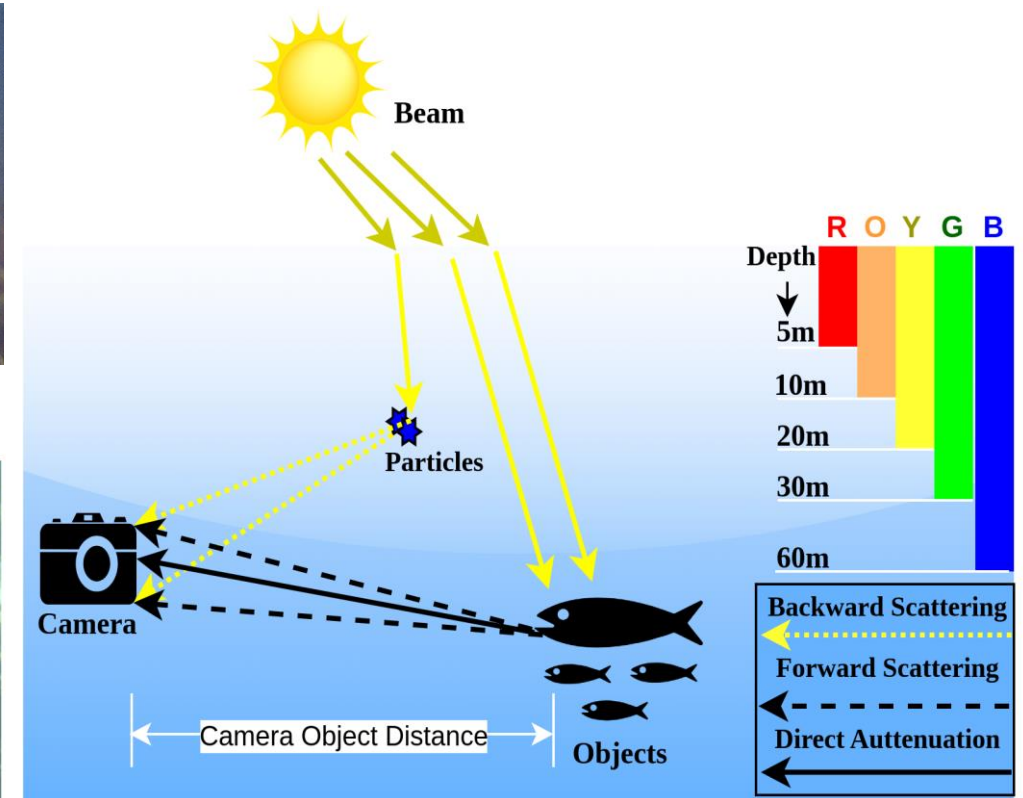 Beam
R O Y G B
Depth
5m
10m
20m
30m
60m
Particles
Camera
Camera Object Distance
Objects
Backward Scattering
Forward Scattering
Direct Auttenuation